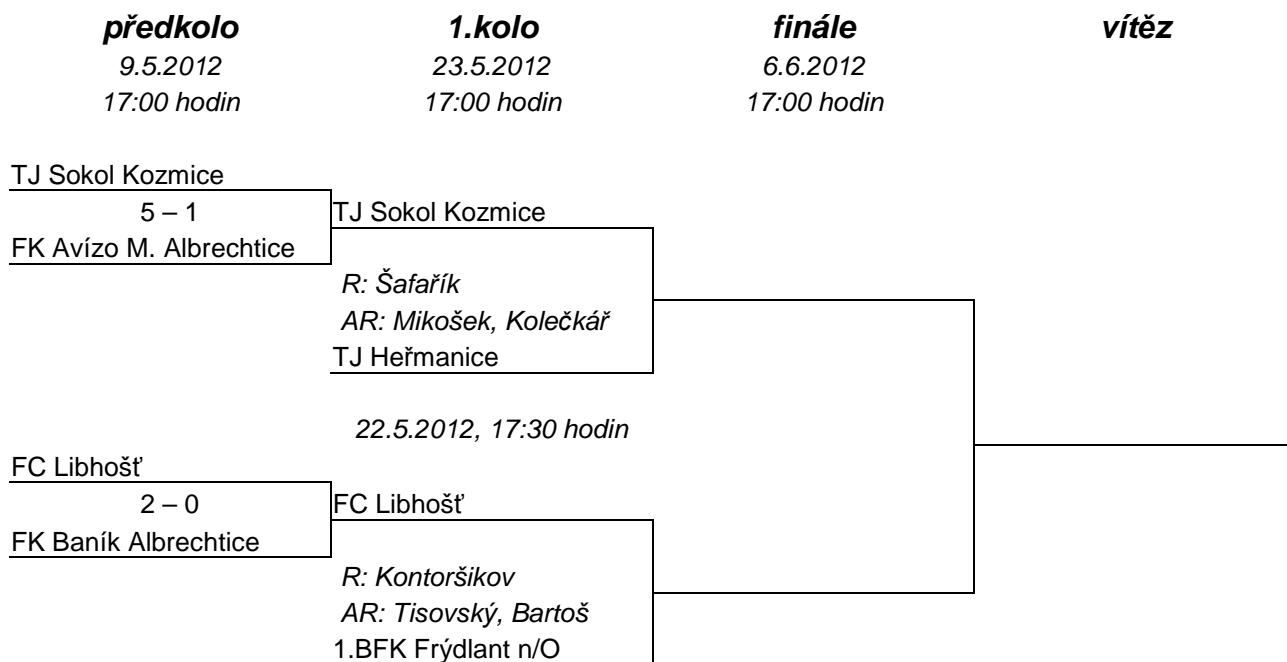 předkolo 1.kolo finále vítěz
9.5.2012 23.5.2012 6.6.2012
17:00 hodin 17:00 hodin 17:00 hodin
TJ Sokol Kozmice
5 – 1 TJ Sokol Kozmice
FK Avízo M. Albrechtice
R: Šafařík
AR: Mikošek, Kolečkář
TJ Heřmanice
22.5.2012, 17:30 hodin
FC Libhošť
2 – 0 FC Libhošť
FK Baník Albrechtice
R: Kontoršikov
AR: Tisovský, Bartoš
1.BFK Frýdlant n/O